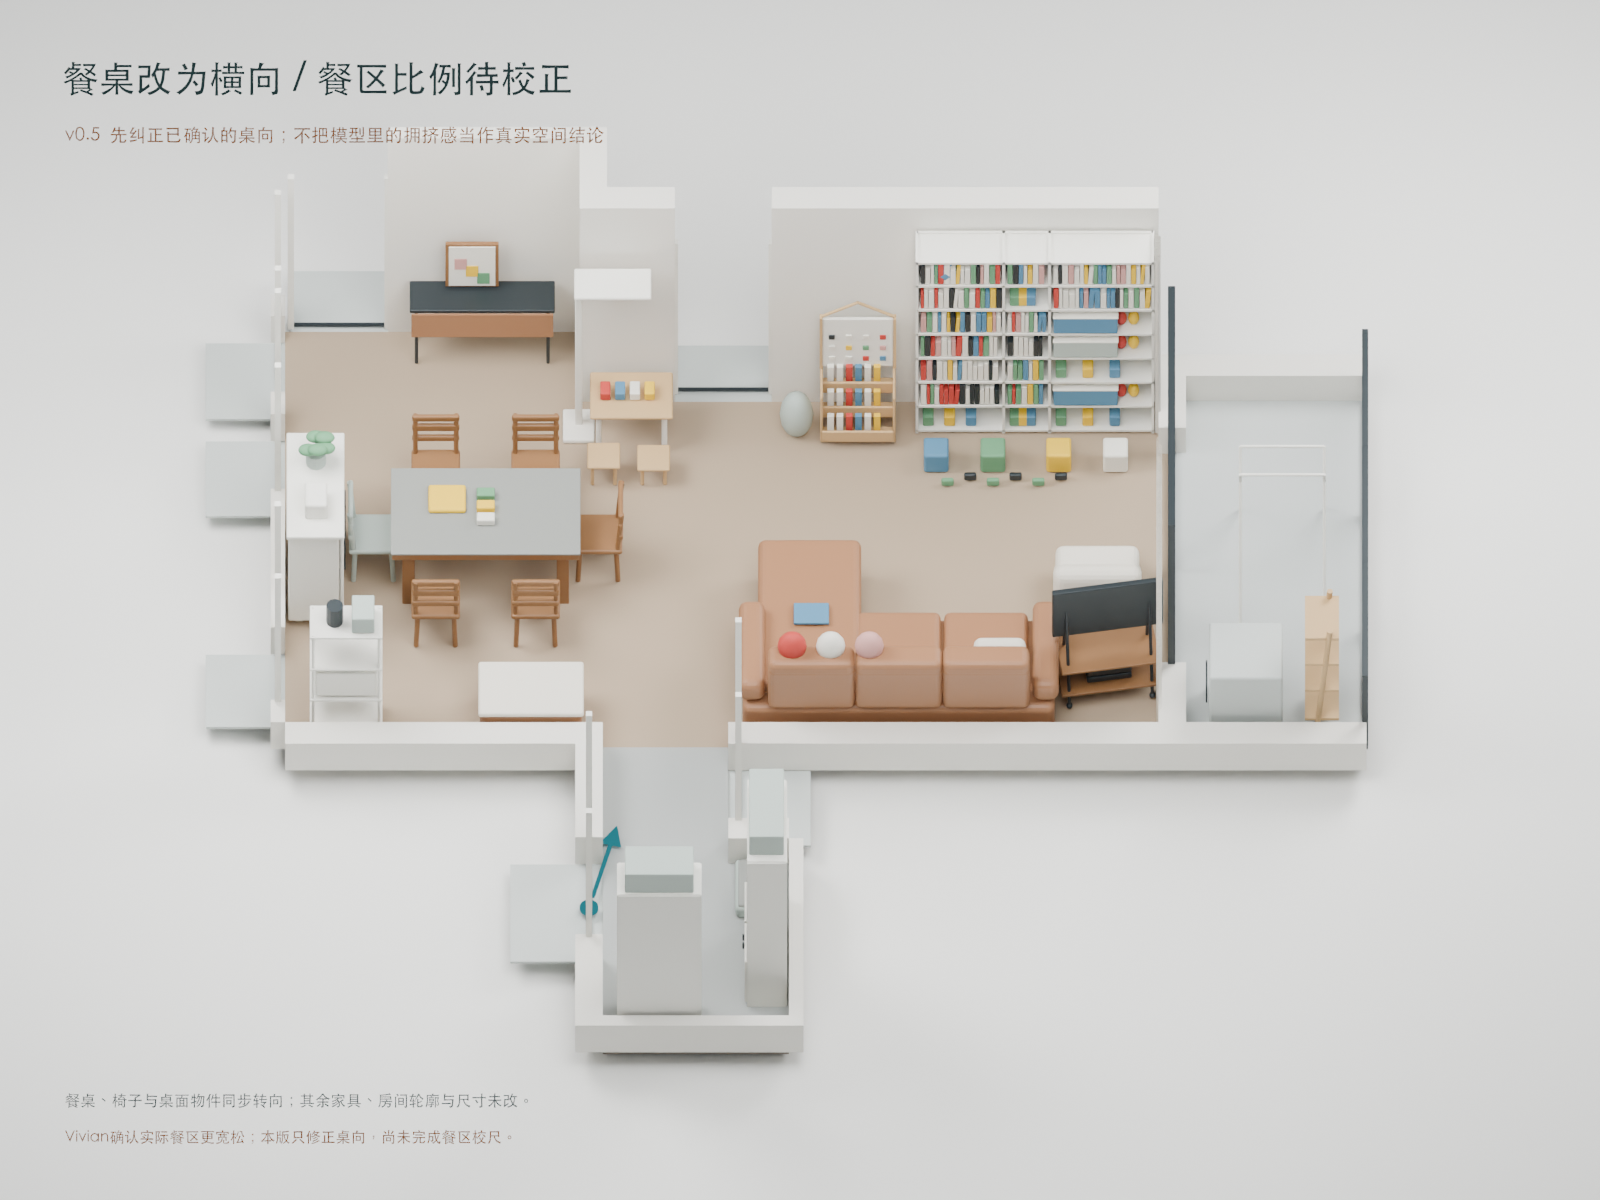 餐桌改为横向 / 餐区比例待校正
v0.5 先纠正已确认的桌向；不把模型里的拥挤感当作真实空间结论
餐桌、椅子与桌面物件同步转向；其余家具、房间轮廓与尺寸未改。
Vivian确认实际餐区更宽松；本版只修正桌向，尚未完成餐区校尺。